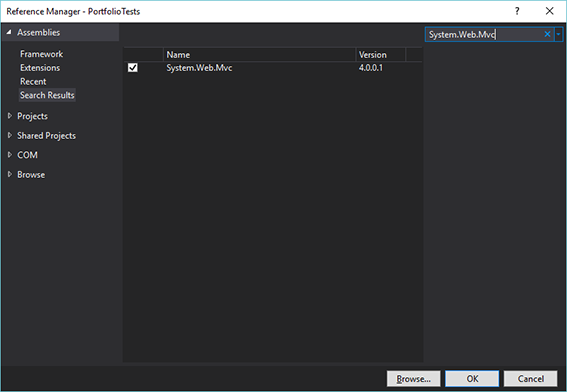 Reference Manager - PortfolioTests
Assemblies
Framework
Extensions
Recent
Search Results
Projects
Shared Projects
COM
Browse
Name Version
System.Web.Mvc 4.0.0.1
System.Web.Mvc
Browse... OK Cancel